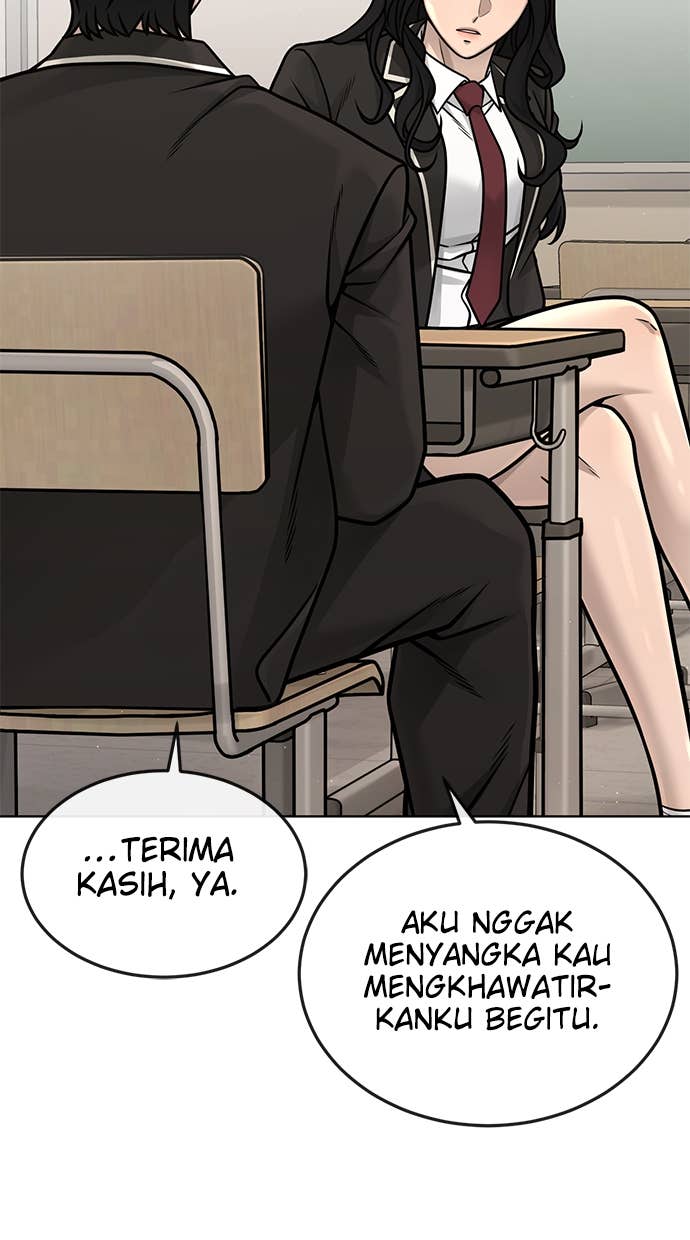 ...TERIMA
KASIH, YA.
AKU NGGAK
MENYANGKA KAU
MENGKHAWATIR-
KANKU BEGITU.